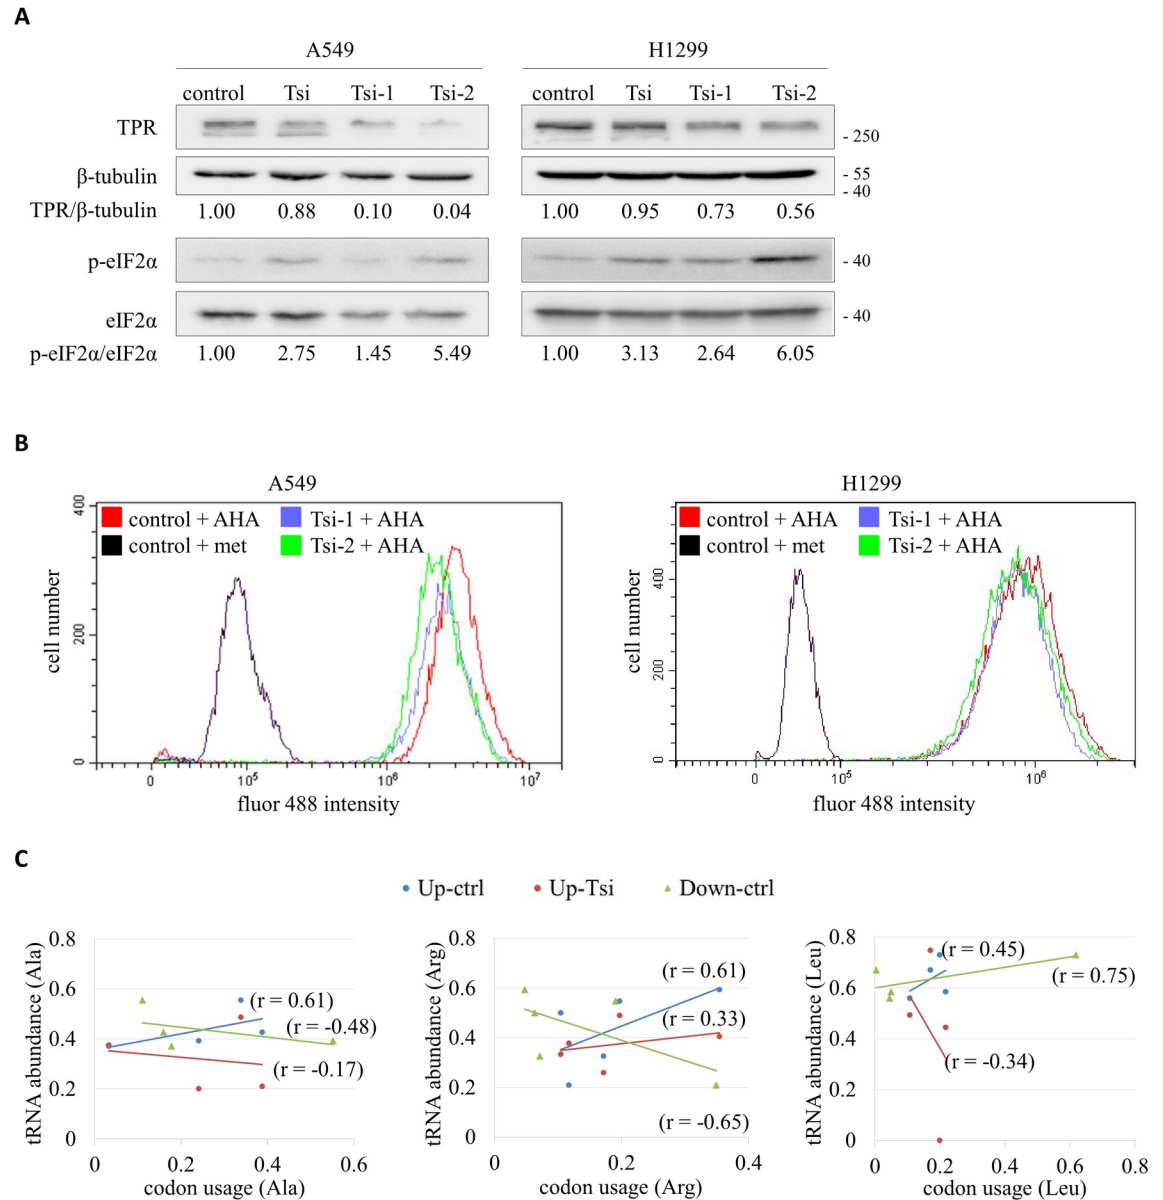 A
A549 H1299
control Tsi Tsi-1 Tsi-2 control Tsi Tsi-1 Tsi-2
TPR - 250
β-tubulin - 55
- 40
TPR/β-tubulin 1.00 0.88 0.10 0.04 1.00 0.95 0.73 0.56
p-eIF2α - 40
eIF2α - 40
p-eIF2α/eIF2α 1.00 2.75 1.45 5.49 1.00 3.13 2.64 6.05
B
A549
400
200
0
cell number
control + AHA Tsi-1 + AHA
control + met Tsi-2 + AHA
0 10⁵ 10⁶ 10⁷
fluor 488 intensity
H1299
400
200
0
cell number
control + AHA Tsi-1 + AHA
control + met Tsi-2 + AHA
0 10⁵ 10⁶
fluor 488 intensity
C
Up-ctrl Up-Tsi Down-ctrl
tRNA abundance (Ala)
0.8
0.6
0.4
0.2
0
(r = 0.61)
(r = -0.48)
(r = -0.17)
0 0.2 0.4 0.6
codon usage (Ala)
tRNA abundance (Arg)
0.8
0.6
0.4
0.2
0
(r = 0.61)
(r = 0.33)
(r = -0.65)
0 0.2 0.4
codon usage (Arg)
tRNA abundance (Leu)
0.8
0.6
0.4
0.2
0
(r = 0.45)
(r = 0.75)
(r = -0.34)
0 0.2 0.4 0.6 0.8
codon usage (Leu)